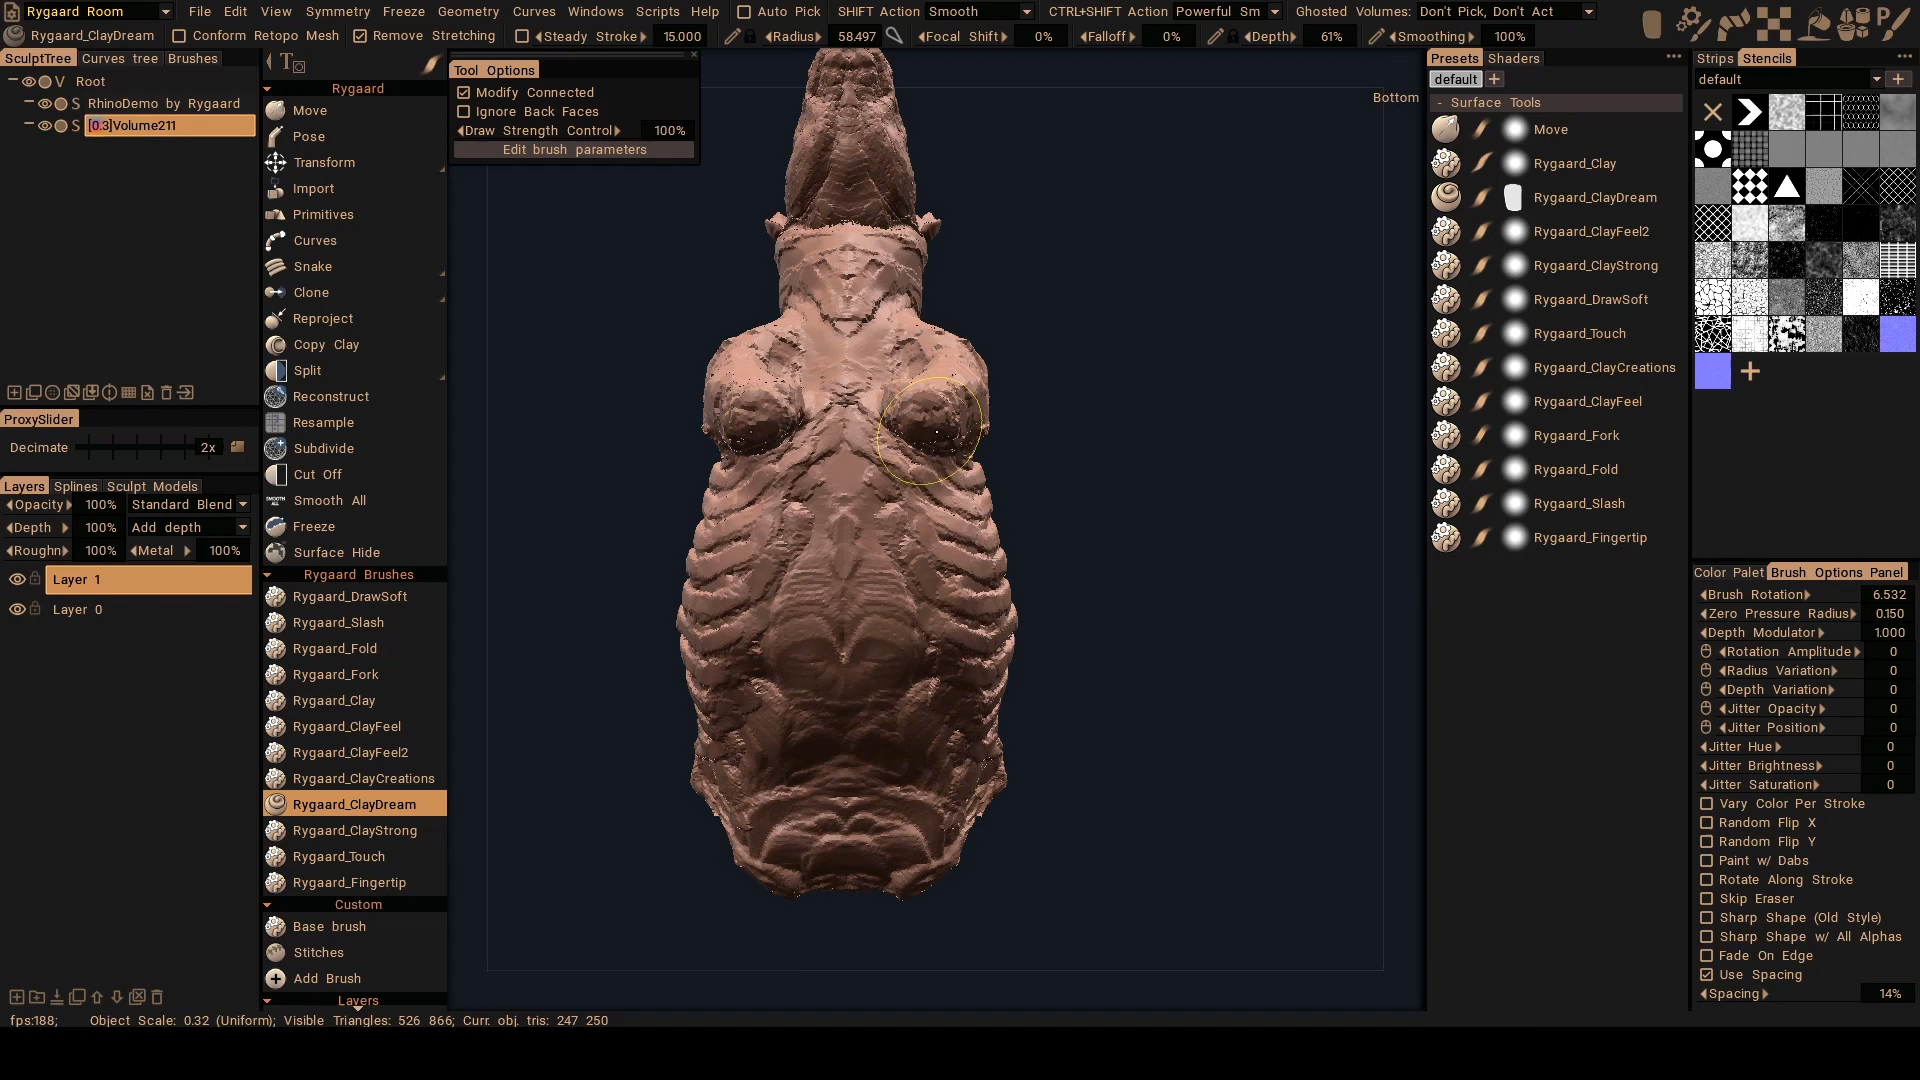 Rygaard Room File Edit View Symmetry Freeze Geometry Curves Windows Scripts Help Auto Pick SHIFT Action Smooth CTRL+SHIFT Action Powerful Sm Ghosted Volumes: Don't Pick, Don't Act
Rygaard_ClayDream Conform Retopo Mesh Remove Stretching Steady Stroke 15.000 Radius 58.497 Focal Shift 0% Falloff 0% Depth 61% Smoothing 100%
SculptTree Curves tree Brushes
V Root
S RhinoDemo by Rygaard
S [0.3]Volume211
ProxySlider
Decimate 2x
Layers Splines Sculpt Models
Opacity 100% Standard Blend
Depth 100% Add depth
Roughn 100% Metal 100%
Layer 1
Layer 0
Rygaard
Move
Pose
Transform
Import
Primitives
Curves
Snake
Clone
Reproject
Copy Clay
Split
Reconstruct
Resample
Subdivide
Cut Off
SMOOTH Smooth All
Freeze
Surface Hide
Rygaard Brushes
Rygaard_DrawSoft
Rygaard_Slash
Rygaard_Fold
Rygaard_Fork
Rygaard_Clay
Rygaard_ClayFeel
Rygaard_ClayFeel2
Rygaard_ClayCreations
Rygaard_ClayDream
Rygaard_ClayStrong
Rygaard_Touch
Rygaard_Fingertip
Custom
Base brush
Stitches
Add Brush
Layers
Tool Options
Modify Connected
Ignore Back Faces
Draw Strength Control 100%
Edit brush parameters
Bottom
Presets Shaders
default +
- Surface Tools
Move
Rygaard_Clay
Rygaard_ClayDream
Rygaard_ClayFeel2
Rygaard_ClayStrong
Rygaard_DrawSoft
Rygaard_Touch
Rygaard_ClayCreations
Rygaard_ClayFeel
Rygaard_Fork
Rygaard_Fold
Rygaard_Slash
Rygaard_Fingertip
Strips Stencils
default
Color Palet Brush Options Panel
Brush Rotation 6.532
Zero Pressure Radius 0.150
Depth Modulator 1.000
Rotation Amplitude 0
Radius Variation 0
Depth Variation 0
Jitter Opacity 0
Jitter Position 0
Jitter Hue 0
Jitter Brightness 0
Jitter Saturation 0
Vary Color Per Stroke
Random Flip X
Random Flip Y
Paint w/ Dabs
Rotate Along Stroke
Skip Eraser
Sharp Shape (Old Style)
Sharp Shape w/ All Alphas
Fade On Edge
Use Spacing
Spacing 14%
fps:188; Object Scale: 0.32 (Uniform); Visible Triangles: 526 866; Curr. obj. tris: 247 250